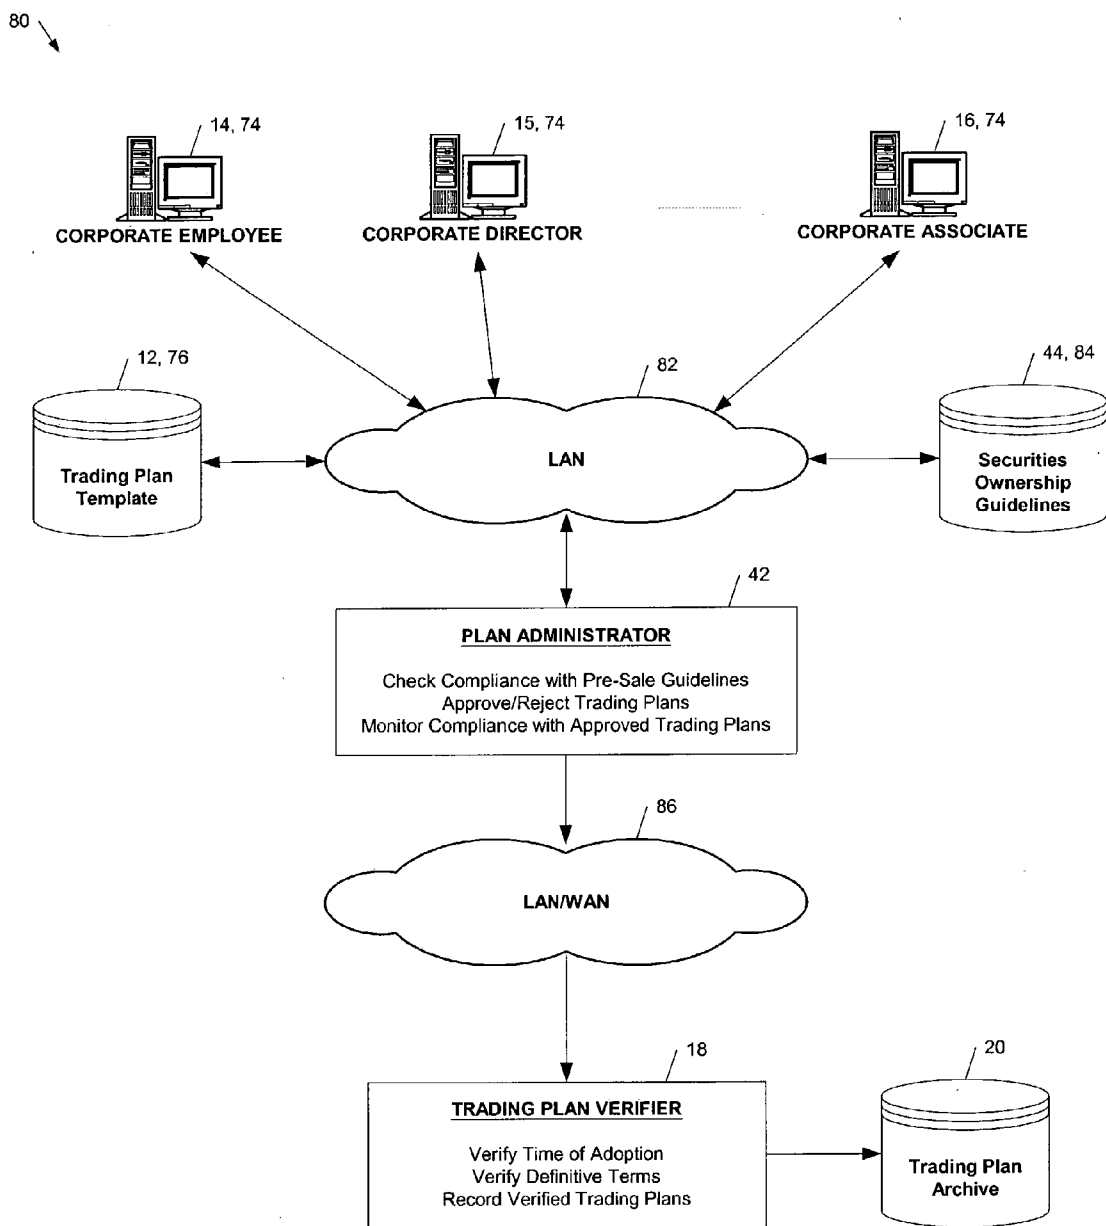 80
14, 74
15, 74
16, 74
CORPORATE EMPLOYEE
CORPORATE DIRECTOR
CORPORATE ASSOCIATE
12, 76
82
44, 84
Trading Plan
Template
LAN
Securities
Ownership
Guidelines
42
PLAN ADMINISTRATOR
Check Compliance with Pre-Sale Guidelines
Approve/Reject Trading Plans
Monitor Compliance with Approved Trading Plans
86
LAN/WAN
18
20
TRADING PLAN VERIFIER
Verify Time of Adoption
Verify Definitive Terms
Record Verified Trading Plans
Trading Plan
Archive